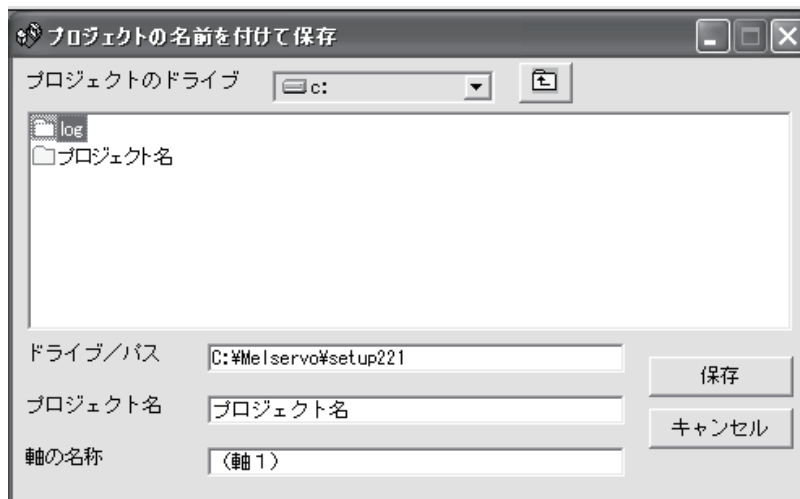 プロジェクトの名前を付けて保存
プロジェクトのドライブ c:
log
プロジェクト名
ドライブ/パス C:¥Melservo¥setup221
保存
プロジェクト名 プロジェクト名
キャンセル
軸の名称 (軸1)